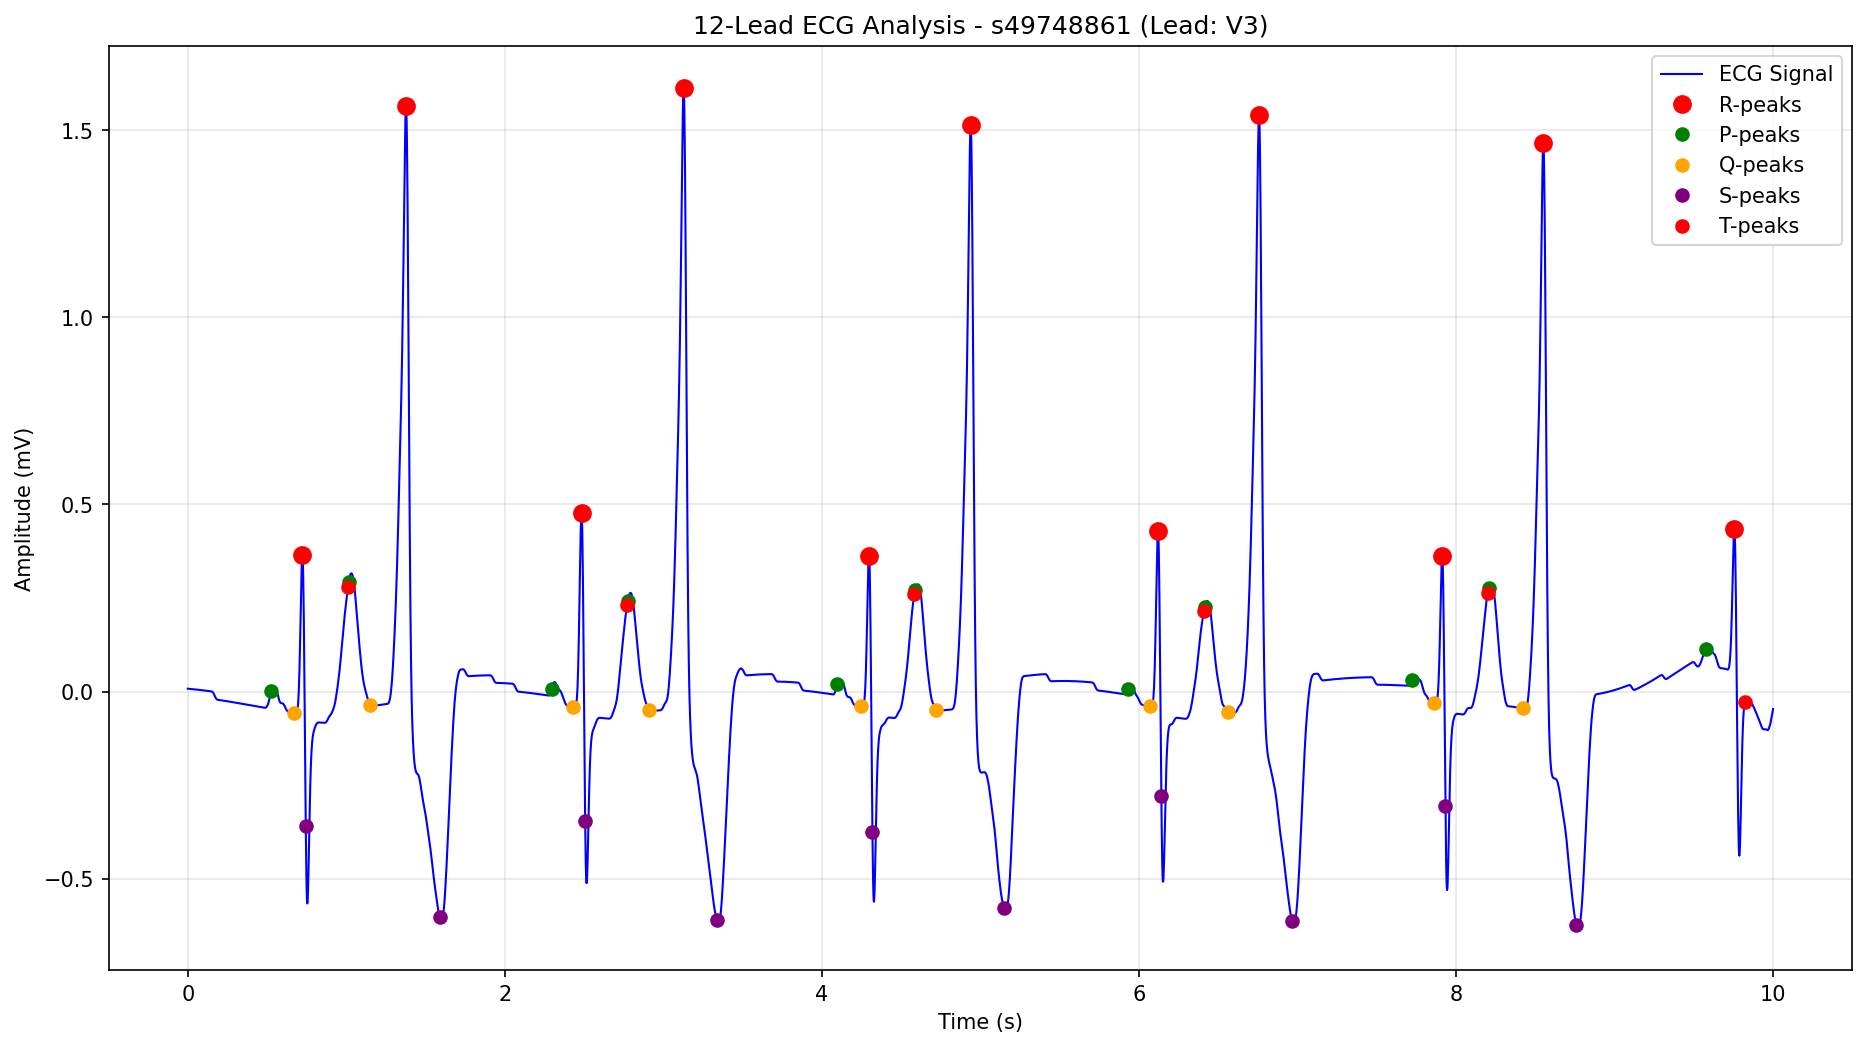 12-Lead ECG Analysis - s49748861 (Lead: V3)
ECG Signal
R-peaks
P-peaks
Q-peaks
S-peaks
T-peaks
Amplitude (mV)
1.5
1.0
0.5
0.0
−0.5
0 2 4 6 8 10
Time (s)